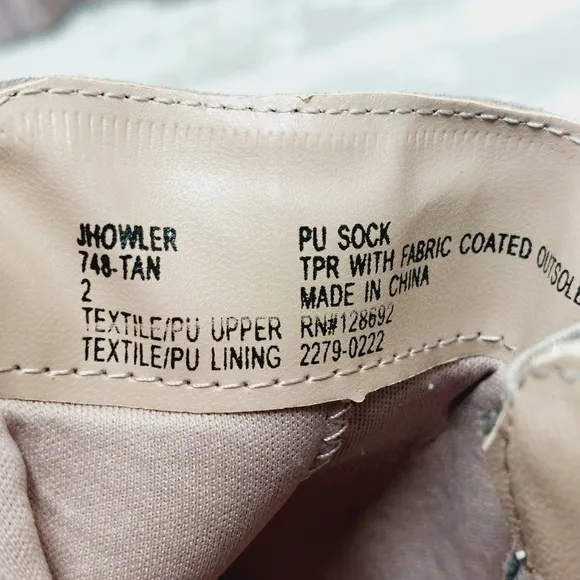 JHOWLER
748-TAN
2
TEXTILE/PU UPPER
TEXTILE/PU LINING
PU SOCK
TPR WITH FABRIC COATED OUTSOLE
MADE IN CHINA
RN#128692
2279-0222